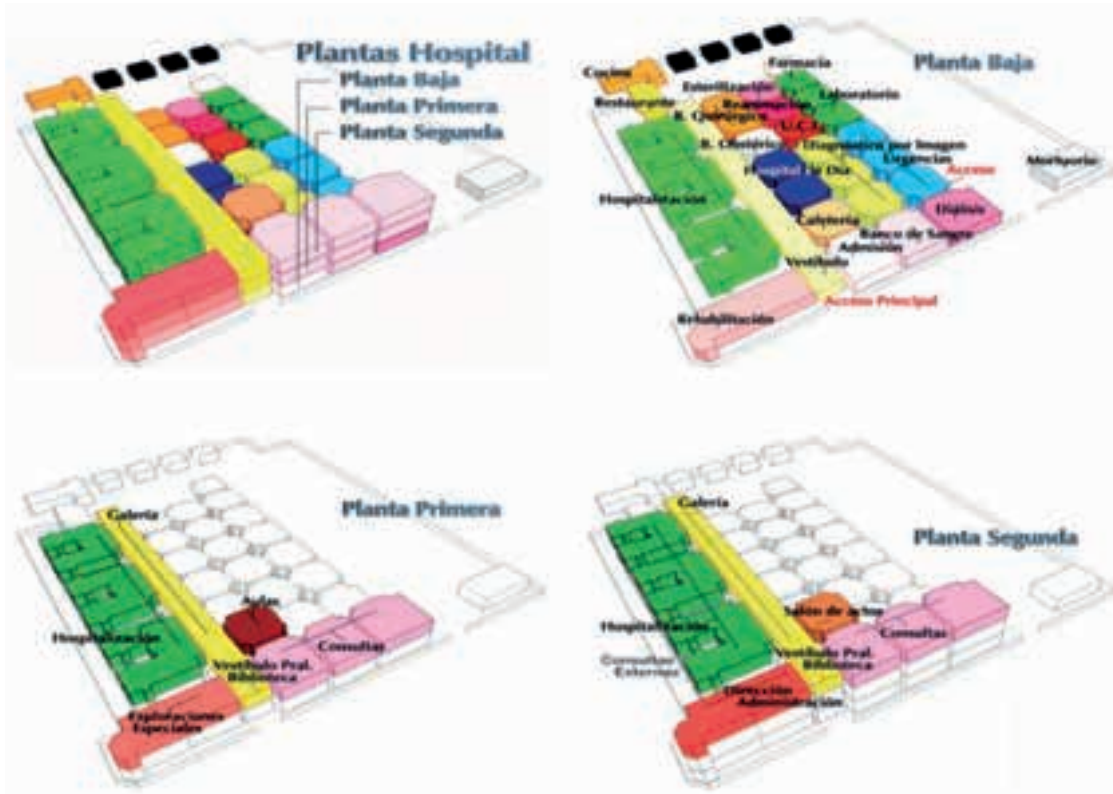 Plantas Hospital
Planta Baja
Planta Primera
Planta Segunda
Planta Baja
Cocina
Farmacia
Restaurante
Esterilización
Laboratorio
Reanimación
B. Quirúrgico
U.C.I.
B. Obstétrico
Diagnóstico por Imagen
Urgencias
Acceso
Mortuorio
Hospital de Dia
Hospitalización
Cafetería
Banco de Sangre
Admisión
Vestíbulo
Acceso Principal
Rehabilitación
Planta Primera
Galería
Aulas
Hospitalización
Consultas
Vestíbulo Pral.
Biblioteca
Exploraciones
Especiales
Planta Segunda
Galería
Salón de actos
Hospitalización
Consultas
Consultas
Externas
Vestíbulo Pral.
Biblioteca
Dirección
Administración